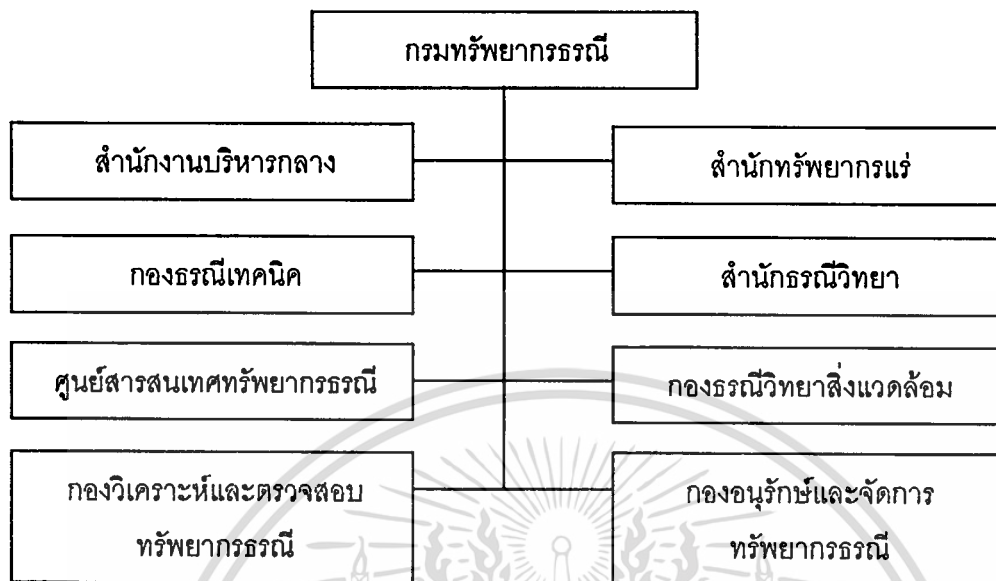 กรมทรัพยากรธรณี
สำนักงานบริหารกลาง
สำนักทรัพยากรแร่
กองธรณีเทคนิค
สำนักธรณีวิทยา
ศูนย์สารสนเทศทรัพยากรธรณี
กองธรณีวิทยาสิ่งแวดล้อม
กองวิเคราะห์และตรวจสอบ
ทรัพยากรธรณี
กองอนุรักษ์และจัดการ
ทรัพยากรธรณี